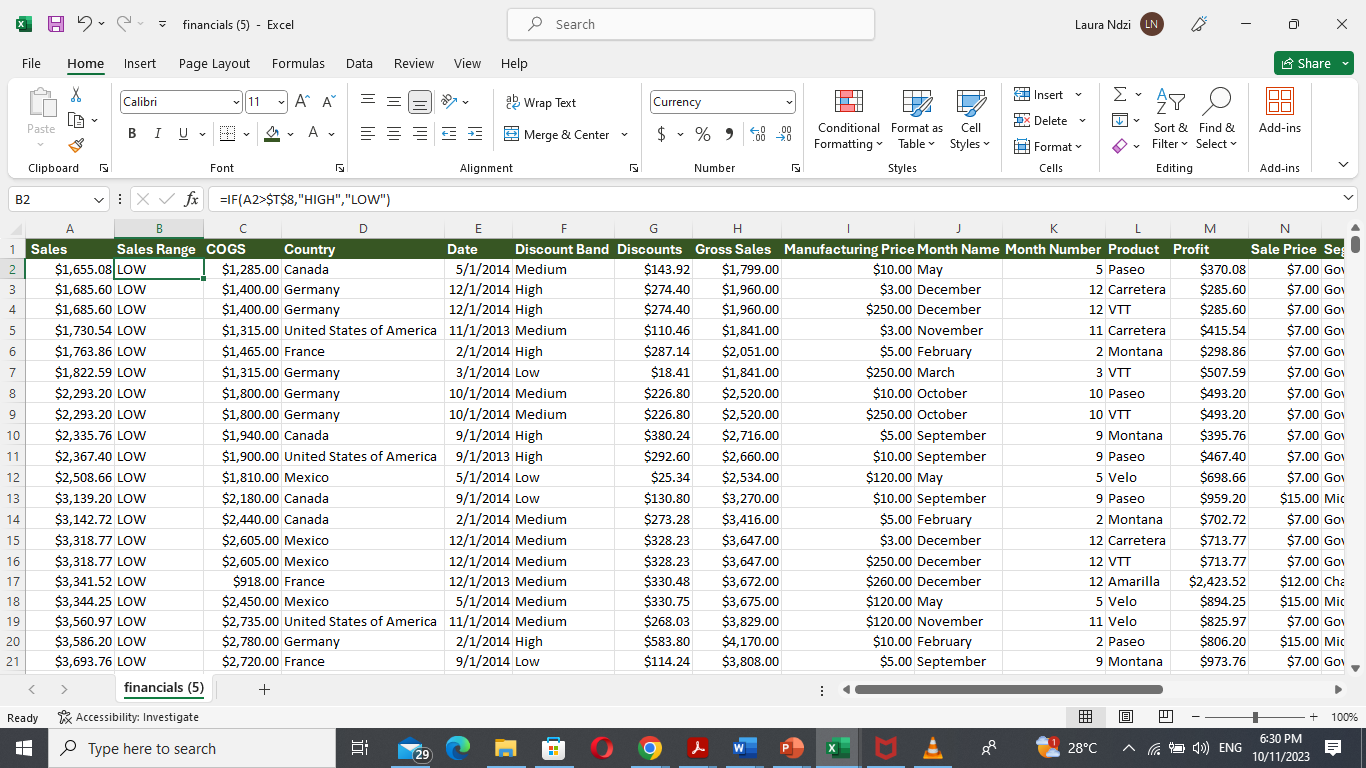 financials (5) - Excel
Search
Laura Ndzi LN
File Home Insert Page Layout Formulas Data Review View Help
Share
Paste
Clipboard
Calibri 11 A A
B I U A
Font
ab Wrap Text
Merge & Center
Alignment
Currency
$ % 9 .00 .00
Number
Conditional Formatting
Format as Table
Cell Styles
Styles
Insert
Delete
Format
Cells
Sort & Filter
Find & Select
Editing
Add-ins
Add-ins
B2 fx =IF(A2>$T$8,"HIGH","LOW")
A B C D E F G H I J K L M N
1 Sales Sales Range COGS Country Date Discount Band Discounts Gross Sales Manufacturing Price Month Name Month Number Product Profit Sale Price Seg
2 $1,655.08 LOW $1,285.00 Canada 5/1/2014 Medium $143.92 $1,799.00 $10.00 May 5 Paseo $370.08 $7.00 Gov
3 $1,685.60 LOW $1,400.00 Germany 12/1/2014 High $274.40 $1,960.00 $3.00 December 12 Carretera $285.60 $7.00 Gov
4 $1,685.60 LOW $1,400.00 Germany 12/1/2014 High $274.40 $1,960.00 $250.00 December 12 VTT $285.60 $7.00 Gov
5 $1,730.54 LOW $1,315.00 United States of America 11/1/2013 Medium $110.46 $1,841.00 $3.00 November 11 Carretera $415.54 $7.00 Gov
6 $1,763.86 LOW $1,465.00 France 2/1/2014 High $287.14 $2,051.00 $5.00 February 2 Montana $298.86 $7.00 Gov
7 $1,822.59 LOW $1,315.00 Germany 3/1/2014 Low $18.41 $1,841.00 $250.00 March 3 VTT $507.59 $7.00 Gov
8 $2,293.20 LOW $1,800.00 Germany 10/1/2014 Medium $226.80 $2,520.00 $10.00 October 10 Paseo $493.20 $7.00 Gov
9 $2,293.20 LOW $1,800.00 Germany 10/1/2014 Medium $226.80 $2,520.00 $250.00 October 10 VTT $493.20 $7.00 Gov
10 $2,335.76 LOW $1,940.00 Canada 9/1/2014 High $380.24 $2,716.00 $5.00 September 9 Montana $395.76 $7.00 Gov
11 $2,367.40 LOW $1,900.00 United States of America 9/1/2013 High $292.60 $2,660.00 $10.00 September 9 Paseo $467.40 $7.00 Gov
12 $2,508.66 LOW $1,810.00 Mexico 5/1/2014 Low $25.34 $2,534.00 $120.00 May 5 Velo $698.66 $7.00 Gov
13 $3,139.20 LOW $2,180.00 Canada 9/1/2014 Low $130.80 $3,270.00 $10.00 September 9 Paseo $959.20 $15.00 Mid
14 $3,142.72 LOW $2,440.00 Canada 2/1/2014 Medium $273.28 $3,416.00 $5.00 February 2 Montana $702.72 $7.00 Gov
15 $3,318.77 LOW $2,605.00 Mexico 12/1/2014 Medium $328.23 $3,647.00 $3.00 December 12 Carretera $713.77 $7.00 Gov
16 $3,318.77 LOW $2,605.00 Mexico 12/1/2014 Medium $328.23 $3,647.00 $250.00 December 12 VTT $713.77 $7.00 Gov
17 $3,341.52 LOW $918.00 France 12/1/2013 Medium $330.48 $3,672.00 $260.00 December 12 Amarilla $2,423.52 $12.00 Cha
18 $3,344.25 LOW $2,450.00 Mexico 5/1/2014 Medium $330.75 $3,675.00 $120.00 May 5 Velo $894.25 $15.00 Mid
19 $3,560.97 LOW $2,735.00 United States of America 11/1/2014 Medium $268.03 $3,829.00 $120.00 November 11 Velo $825.97 $7.00 Gov
20 $3,586.20 LOW $2,780.00 Germany 2/1/2014 High $583.80 $4,170.00 $10.00 February 2 Paseo $806.20 $15.00 Mid
21 $3,693.76 LOW $2,720.00 France 9/1/2014 Low $114.24 $3,808.00 $5.00 September 9 Montana $973.76 $7.00 Gov
financials (5)
Ready Accessibility: Investigate 100%
Type here to search 29 1 28°C ENG 6:30 PM
10/11/2023